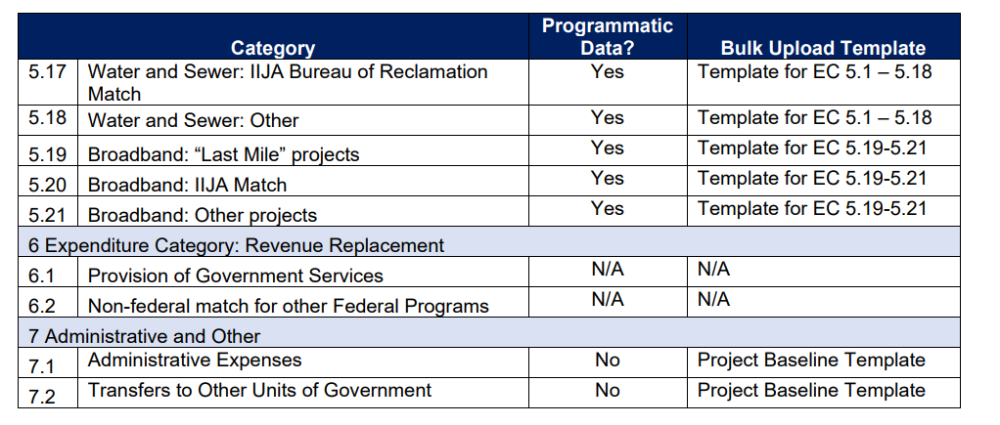 Category Programmatic Data? Bulk Upload Template
5.17 Water and Sewer: IIJA Bureau of Reclamation Match Yes Template for EC 5.1 – 5.18
5.18 Water and Sewer: Other Yes Template for EC 5.1 – 5.18
5.19 Broadband: “Last Mile” projects Yes Template for EC 5.19-5.21
5.20 Broadband: IIJA Match Yes Template for EC 5.19-5.21
5.21 Broadband: Other projects Yes Template for EC 5.19-5.21
6 Expenditure Category: Revenue Replacement
6.1 Provision of Government Services N/A N/A
6.2 Non-federal match for other Federal Programs N/A N/A
7 Administrative and Other
7.1 Administrative Expenses No Project Baseline Template
7.2 Transfers to Other Units of Government No Project Baseline Template